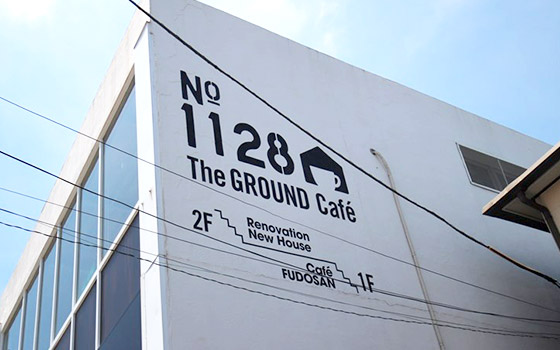 No
1128
The GROUND Café
2F
Renovation
New House
Café
FUDOSAN
1F